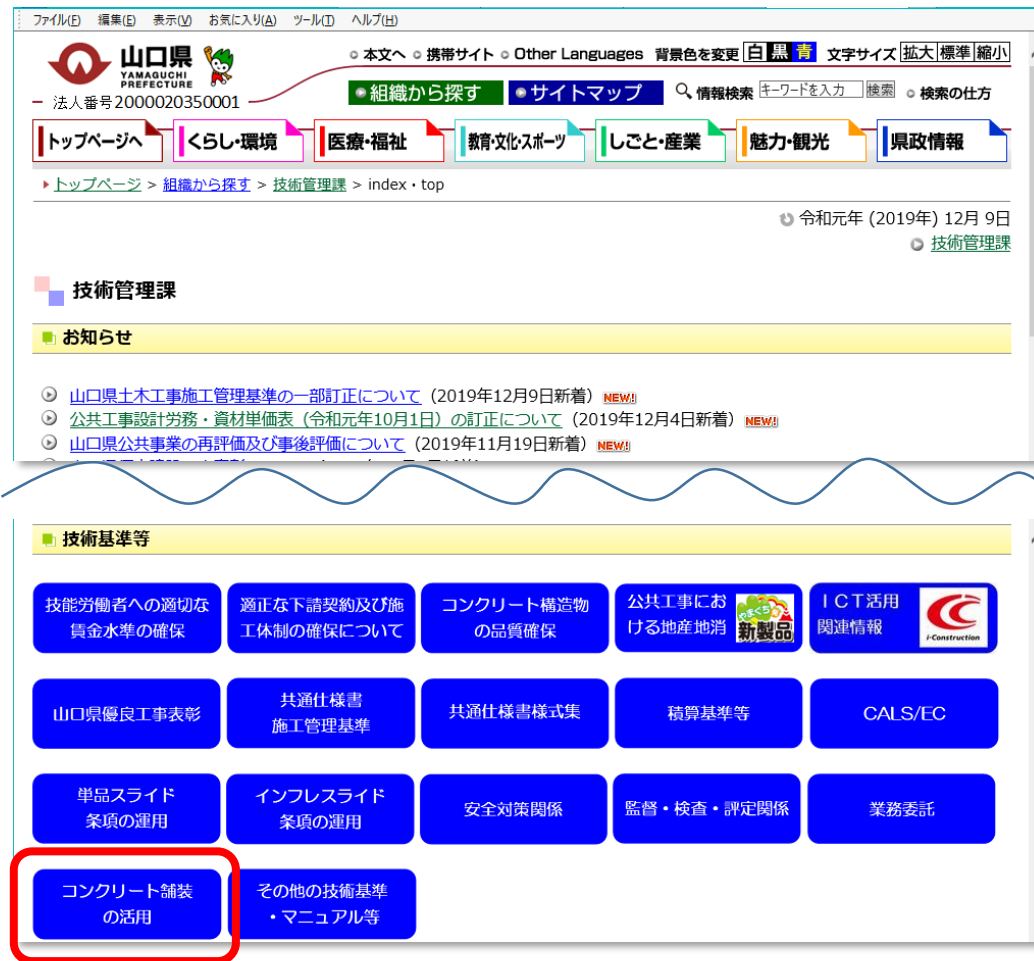 ファイル(F) 編集(E) 表示(V) お気に入り(A) ツール(T) ヘルプ(H)
山口県
YAMAGUCHI
PREFECTURE
法人番号2000020350001
本文へ 携帯サイト Other Languages 背景色を変更 白 黒 青 文字サイズ 拡大 標準 縮小
組織から探す サイトマップ 情報検索 キーワードを入力 検索 検索の仕方
トップページへ くらし・環境 医療・福祉 教育・文化・スポーツ しごと・産業 魅力・観光 県政情報
トップページ > 組織から探す > 技術管理課 > index・top
令和元年 (2019年) 12月 9日
技術管理課
技術管理課
お知らせ
山口県土木工事施工管理基準の一部訂正について（2019年12月9日新着）NEW!
公共工事設計労務・資材単価表（令和元年10月1日）の訂正について（2019年12月4日新着）NEW!
山口県公共事業の再評価及び事後評価について（2019年11月19日新着）NEW!
技術基準等
技能労働者への適切な
賃金水準の確保
適正な下請契約及び施
工体制の確保について
コンクリート構造物
の品質確保
公共工事にお
ける地産地消
やまぐち
新製品
ＩＣＴ活用
関連情報
i-Construction
山口県優良工事表彰
共通仕様書
施工管理基準
共通仕様書様式集
積算基準等
CALS/EC
単品スライド
条項の運用
インフレスライド
条項の運用
安全対策関係
監督・検査・評定関係
業務委託
コンクリート舗装
の活用
その他の技術基準
・マニュアル等